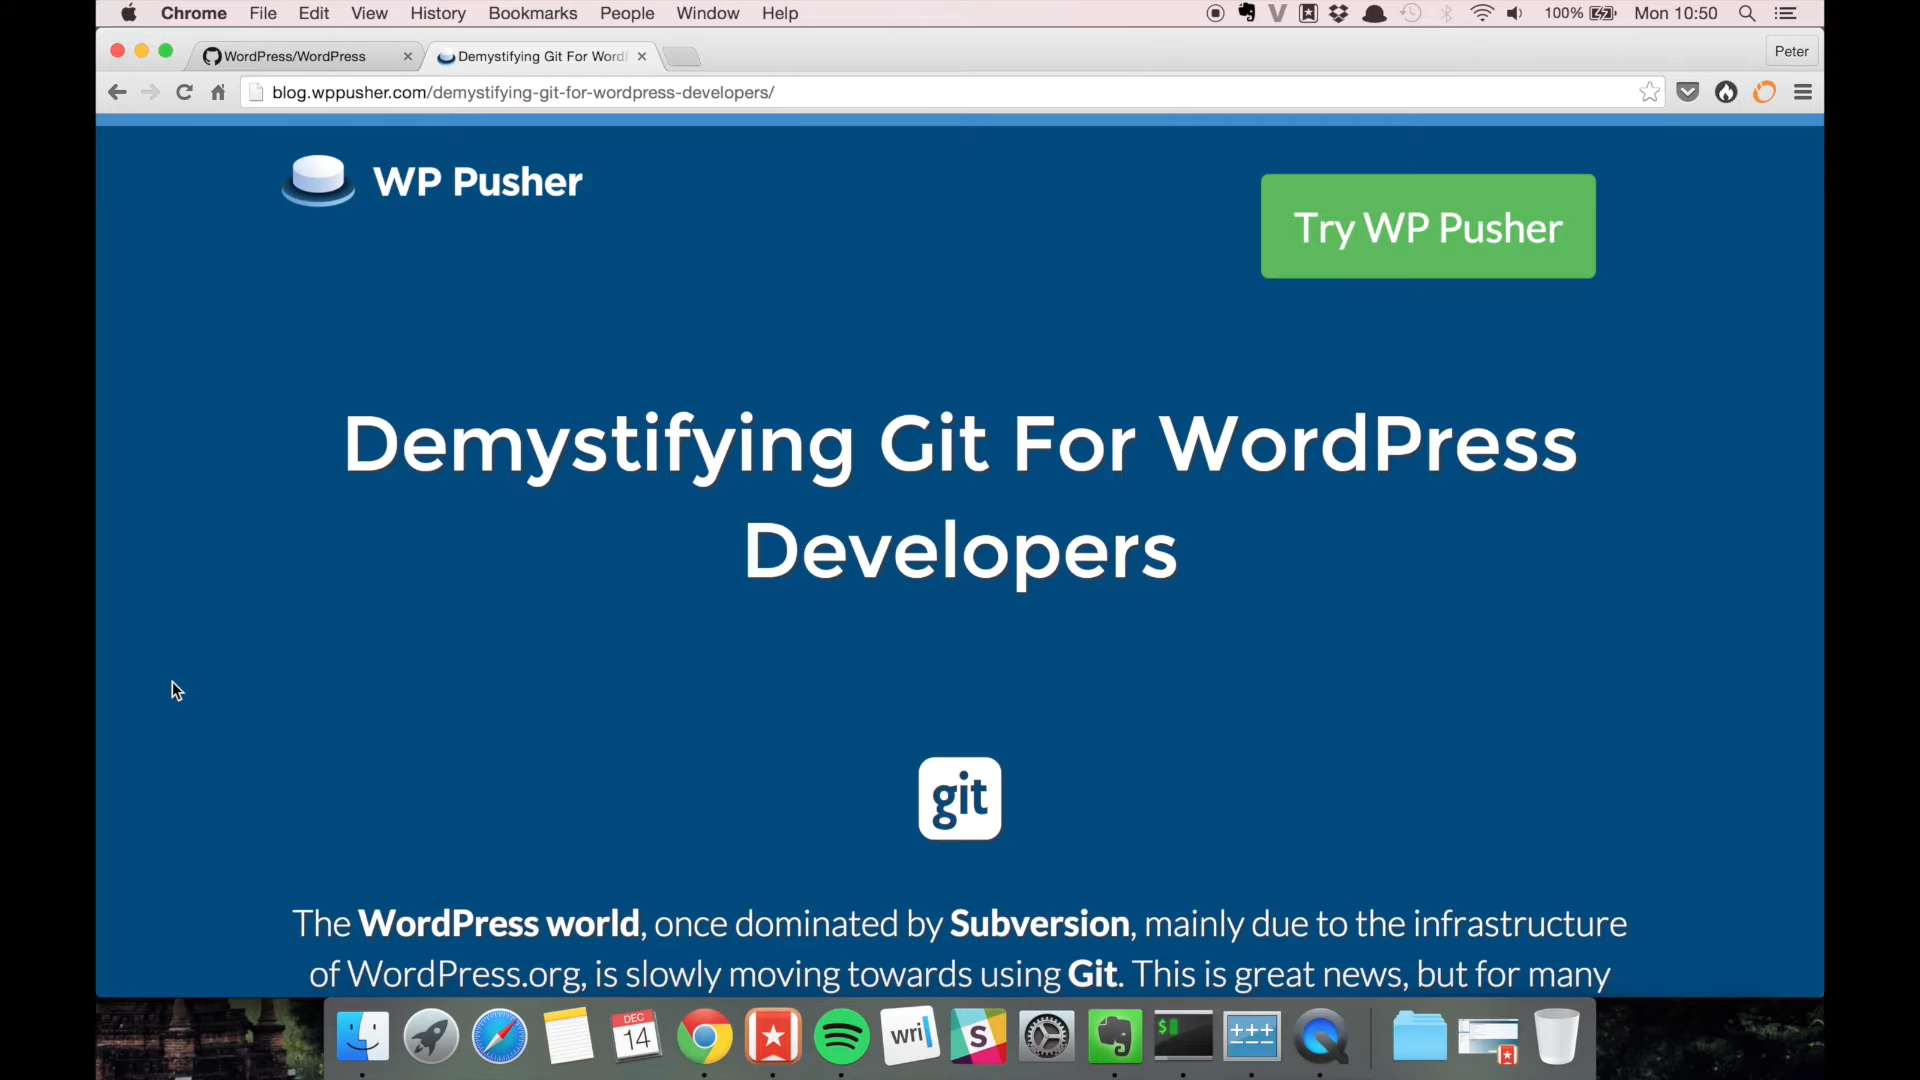 Chrome File Edit View History Bookmarks People Window Help 100% Mon 10:50
WordPress/WordPress Demystifying Git For Word Peter
blog.wppusher.com/demystifying-git-for-wordpress-developers/
WP Pusher
Try WP Pusher
Demystifying Git For WordPress
Developers
git
The WordPress world, once dominated by Subversion, mainly due to the infrastructure
of WordPress.org, is slowly moving towards using Git. This is great news, but for many
DEC
14
wri
S
$